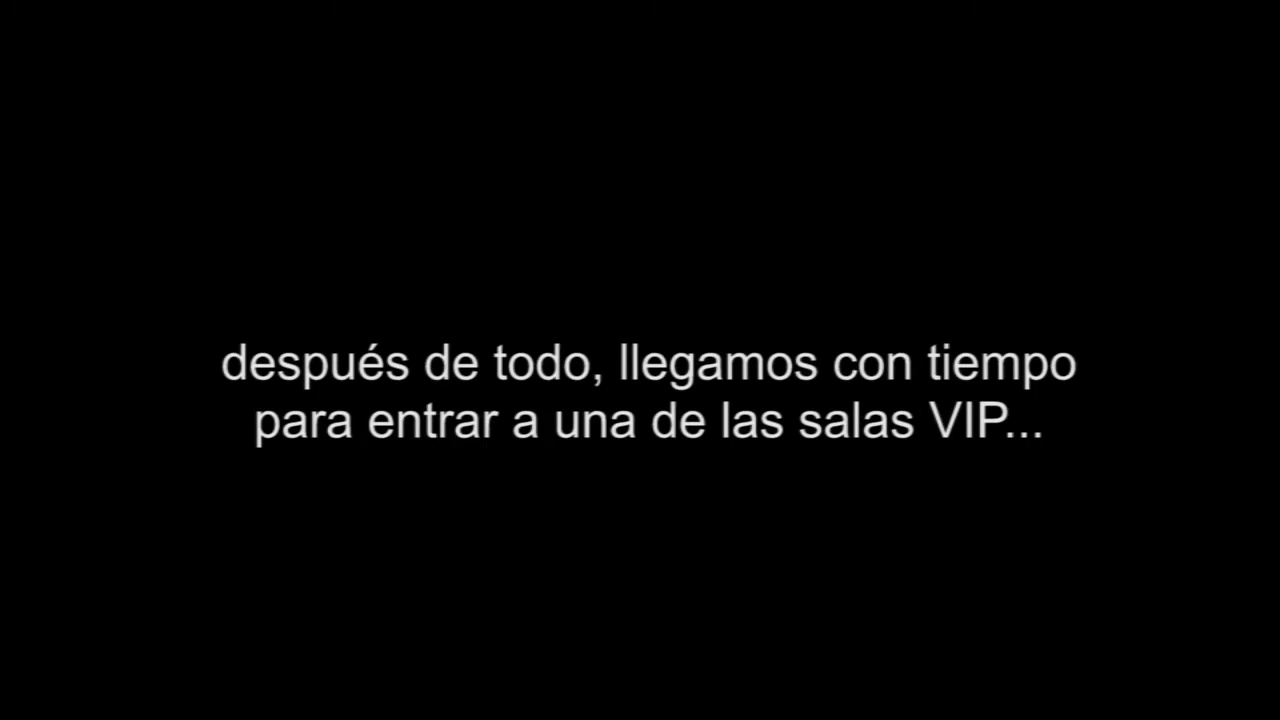 después de todo, llegamos con tiempo
para entrar a una de las salas VIP...